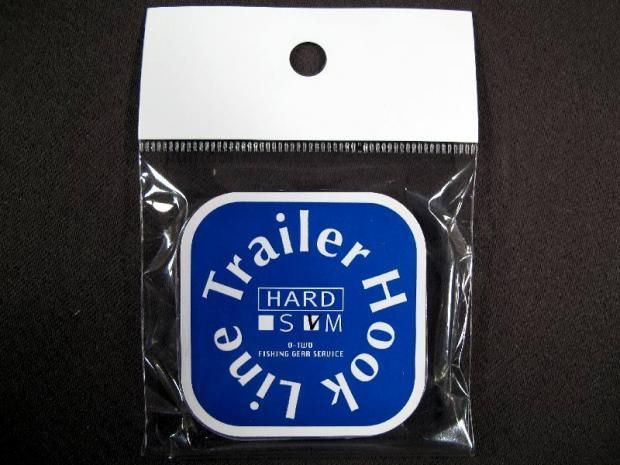 Trailer Hook Line
HARD
S M
O-TWO
FISHING GEAR SERVICE